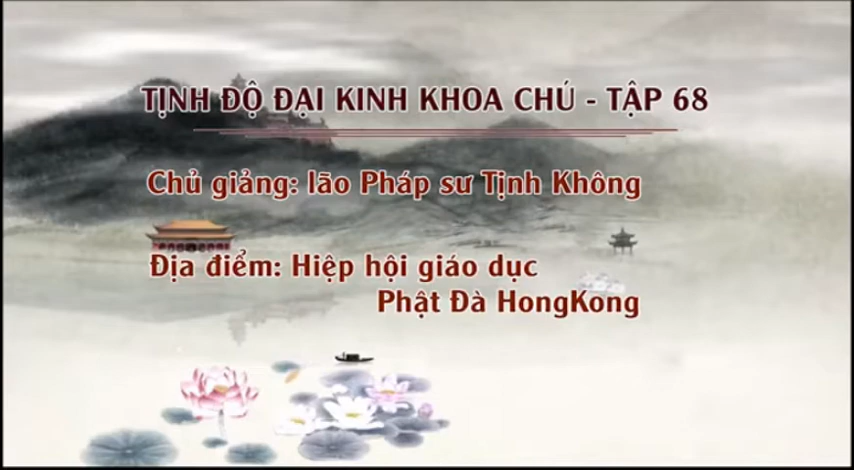 TỊNH ĐỘ ĐẠI KINH KHOA CHÚ - TẬP 68
Chủ giảng: lão Pháp sư Tịnh Không
Địa điểm: Hiệp hội giáo dục
Phật Đà HongKong